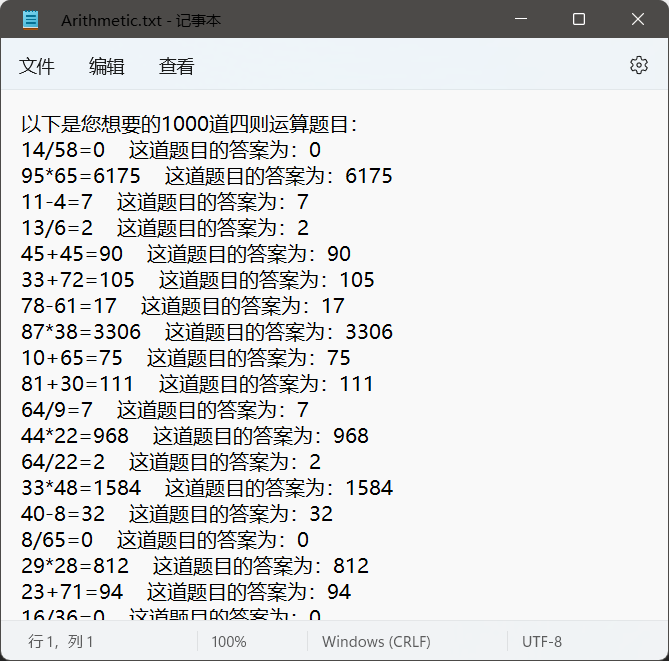 Arithmetic.txt - 记事本
文件 编辑 查看
以下是您想要的1000道四则运算题目：
14/58=0 这道题目的答案为：0
95*65=6175 这道题目的答案为：6175
11-4=7 这道题目的答案为：7
13/6=2 这道题目的答案为：2
45+45=90 这道题目的答案为：90
33+72=105 这道题目的答案为：105
78-61=17 这道题目的答案为：17
87*38=3306 这道题目的答案为：3306
10+65=75 这道题目的答案为：75
81+30=111 这道题目的答案为：111
64/9=7 这道题目的答案为：7
44*22=968 这道题目的答案为：968
64/22=2 这道题目的答案为：2
33*48=1584 这道题目的答案为：1584
40-8=32 这道题目的答案为：32
8/65=0 这道题目的答案为：0
29*28=812 这道题目的答案为：812
23+71=94 这道题目的答案为：94
16/36=0 这道题目的答案为：0
行 1，列 1 100% Windows (CRLF) UTF-8